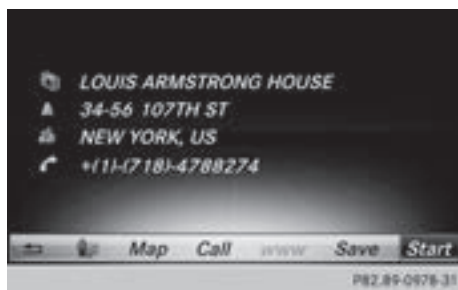 LOUIS ARMSTRONG HOUSE
34-56 107TH ST
NEW YORK, US
+(1)-(718)-4788274
Map Call www Save Start
P82.89-0978-31